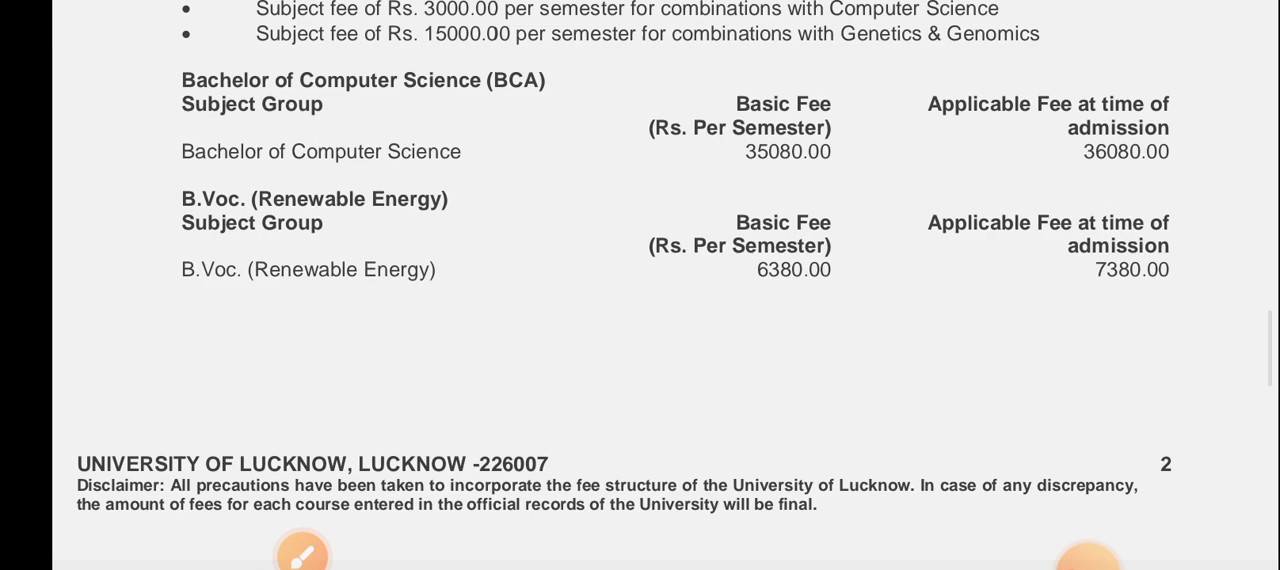 • Subject fee of Rs. 3000.00 per semester for combinations with Computer Science
• Subject fee of Rs. 15000.00 per semester for combinations with Genetics & Genomics
Bachelor of Computer Science (BCA)
Subject Group Basic Fee Applicable Fee at time of
(Rs. Per Semester) admission
Bachelor of Computer Science 35080.00 36080.00
B.Voc. (Renewable Energy)
Subject Group Basic Fee Applicable Fee at time of
(Rs. Per Semester) admission
B.Voc. (Renewable Energy) 6380.00 7380.00
UNIVERSITY OF LUCKNOW, LUCKNOW -226007 2
Disclaimer: All precautions have been taken to incorporate the fee structure of the University of Lucknow. In case of any discrepancy,
the amount of fees for each course entered in the official records of the University will be final.